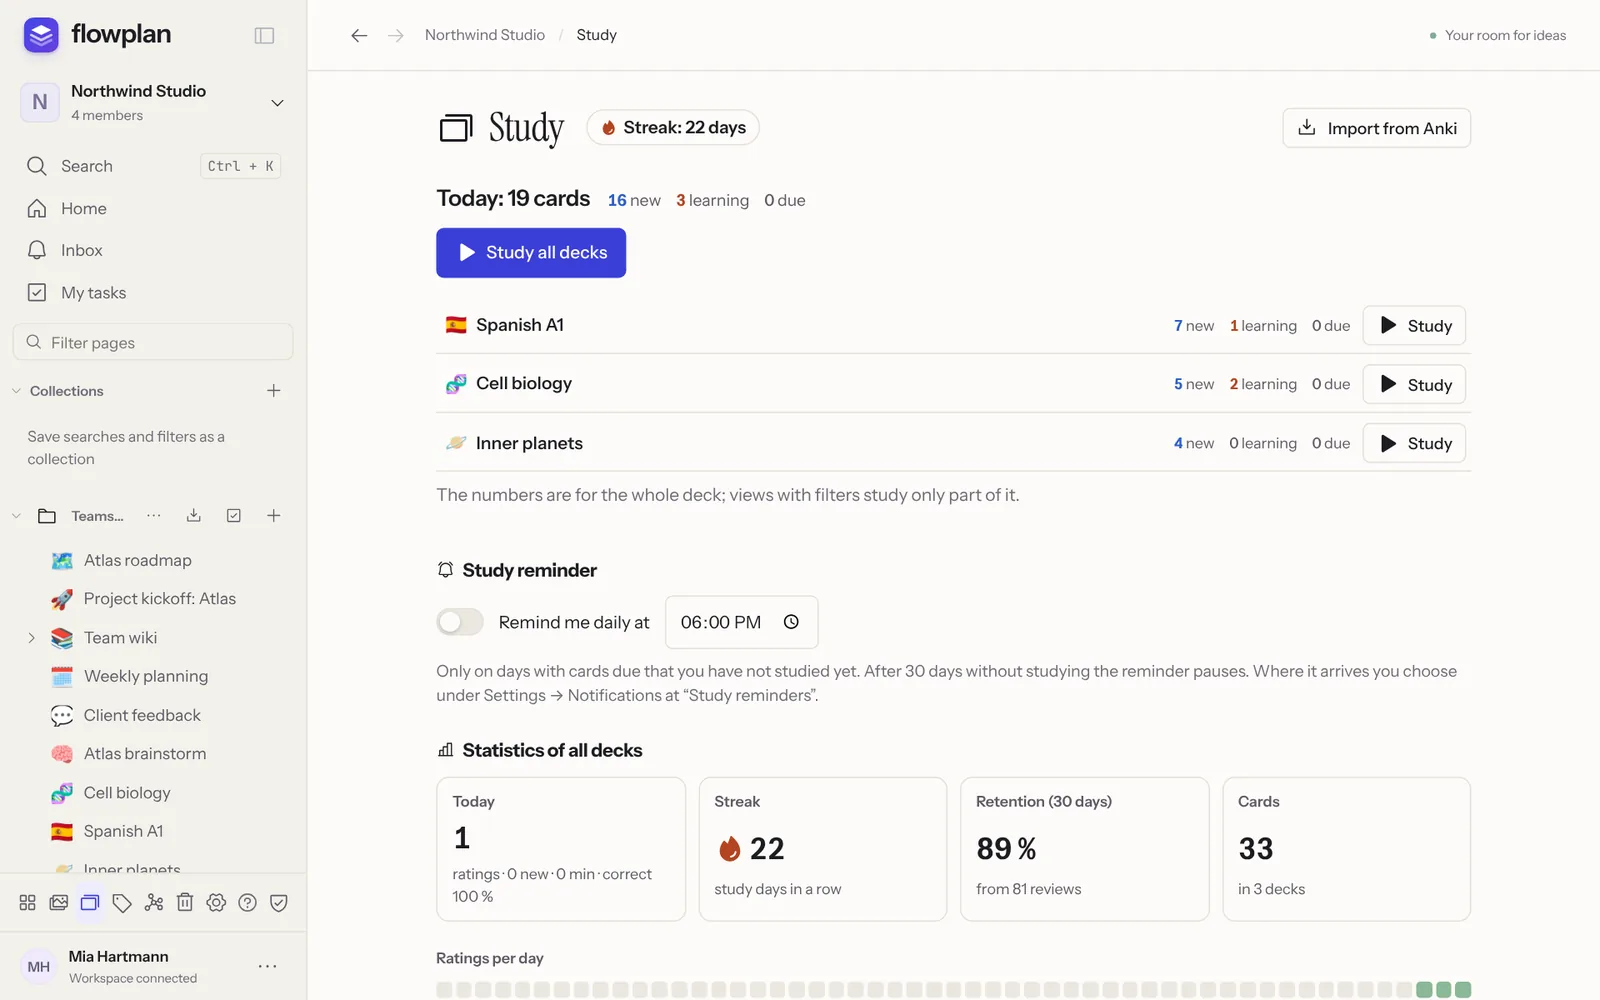 flowplan
Northwind Studio / Study
Your room for ideas
N
Northwind Studio
4 members
Search
Ctrl + K
Home
Inbox
My tasks
Filter pages
Collections
Save searches and filters as a
collection
Teams...
Atlas roadmap
Project kickoff: Atlas
Team wiki
Weekly planning
Client feedback
Atlas brainstorm
Cell biology
Spanish A1
Inner planets
MH
Mia Hartmann
Workspace connected
Study
Streak: 22 days
Import from Anki
Today: 19 cards 16 new 3 learning 0 due
Study all decks
Spanish A1 7 new 1 learning 0 due Study
Cell biology 5 new 2 learning 0 due Study
Inner planets 4 new 0 learning 0 due Study
The numbers are for the whole deck; views with filters study only part of it.
Study reminder
Remind me daily at 06:00 PM
Only on days with cards due that you have not studied yet. After 30 days without studying the reminder pauses. Where it arrives you choose
under Settings → Notifications at “Study reminders”.
Statistics of all decks
Today
1
ratings · 0 new · 0 min · correct
100 %
Streak
22
study days in a row
Retention (30 days)
89 %
from 81 reviews
Cards
33
in 3 decks
Ratings per day